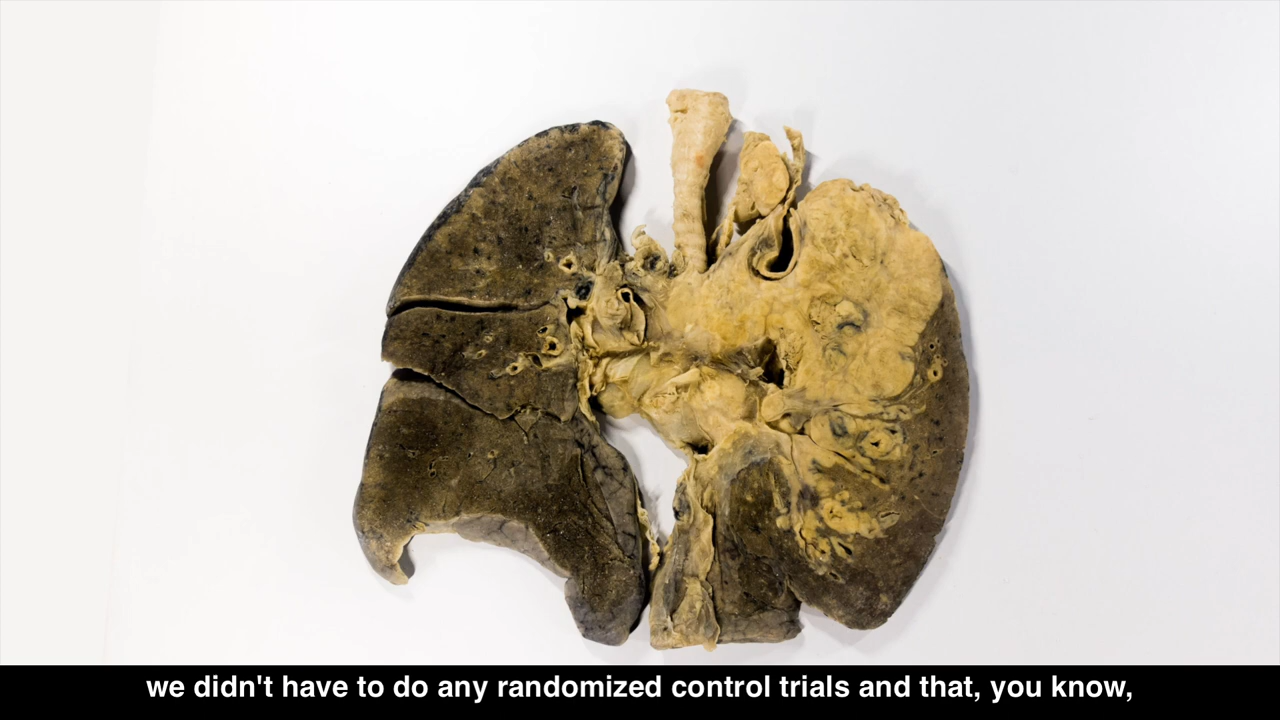 we didn't have to do any randomized control trials and that, you know,